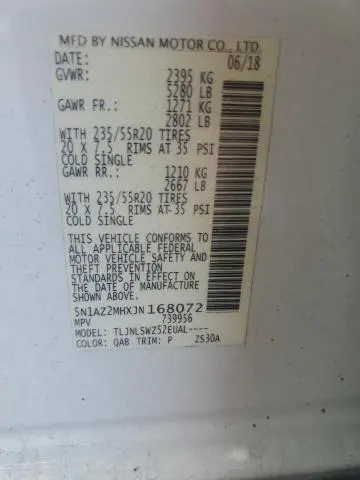 MFD BY NISSAN MOTOR CO., LTD.
DATE: 06/18
GVWR: 2395 KG
5280 LB
GAWR FR.: 1271 KG
2802 LB
WITH 235/55R20 TIRES
20 X 7.5 RIMS AT 35 PSI
COLD SINGLE
GAWR RR.: 1210 KG
2667 LB
WITH 235/55R20 TIRES
20 X 7.5 RIMS AT 35 PSI
COLD SINGLE
THIS VEHICLE CONFORMS TO
ALL APPLICABLE FEDERAL
MOTOR VEHICLE SAFETY AND
THEFT PREVENTION
STANDARDS IN EFFECT ON
THE DATE OF MANUFACTURE
SHOWN ABOVE.
5N1AZ2MHXJN168072
MPV 739956
MODEL: TLJNLSWZ52EUAL----
COLOR: QAB TRIM: P ZS30A